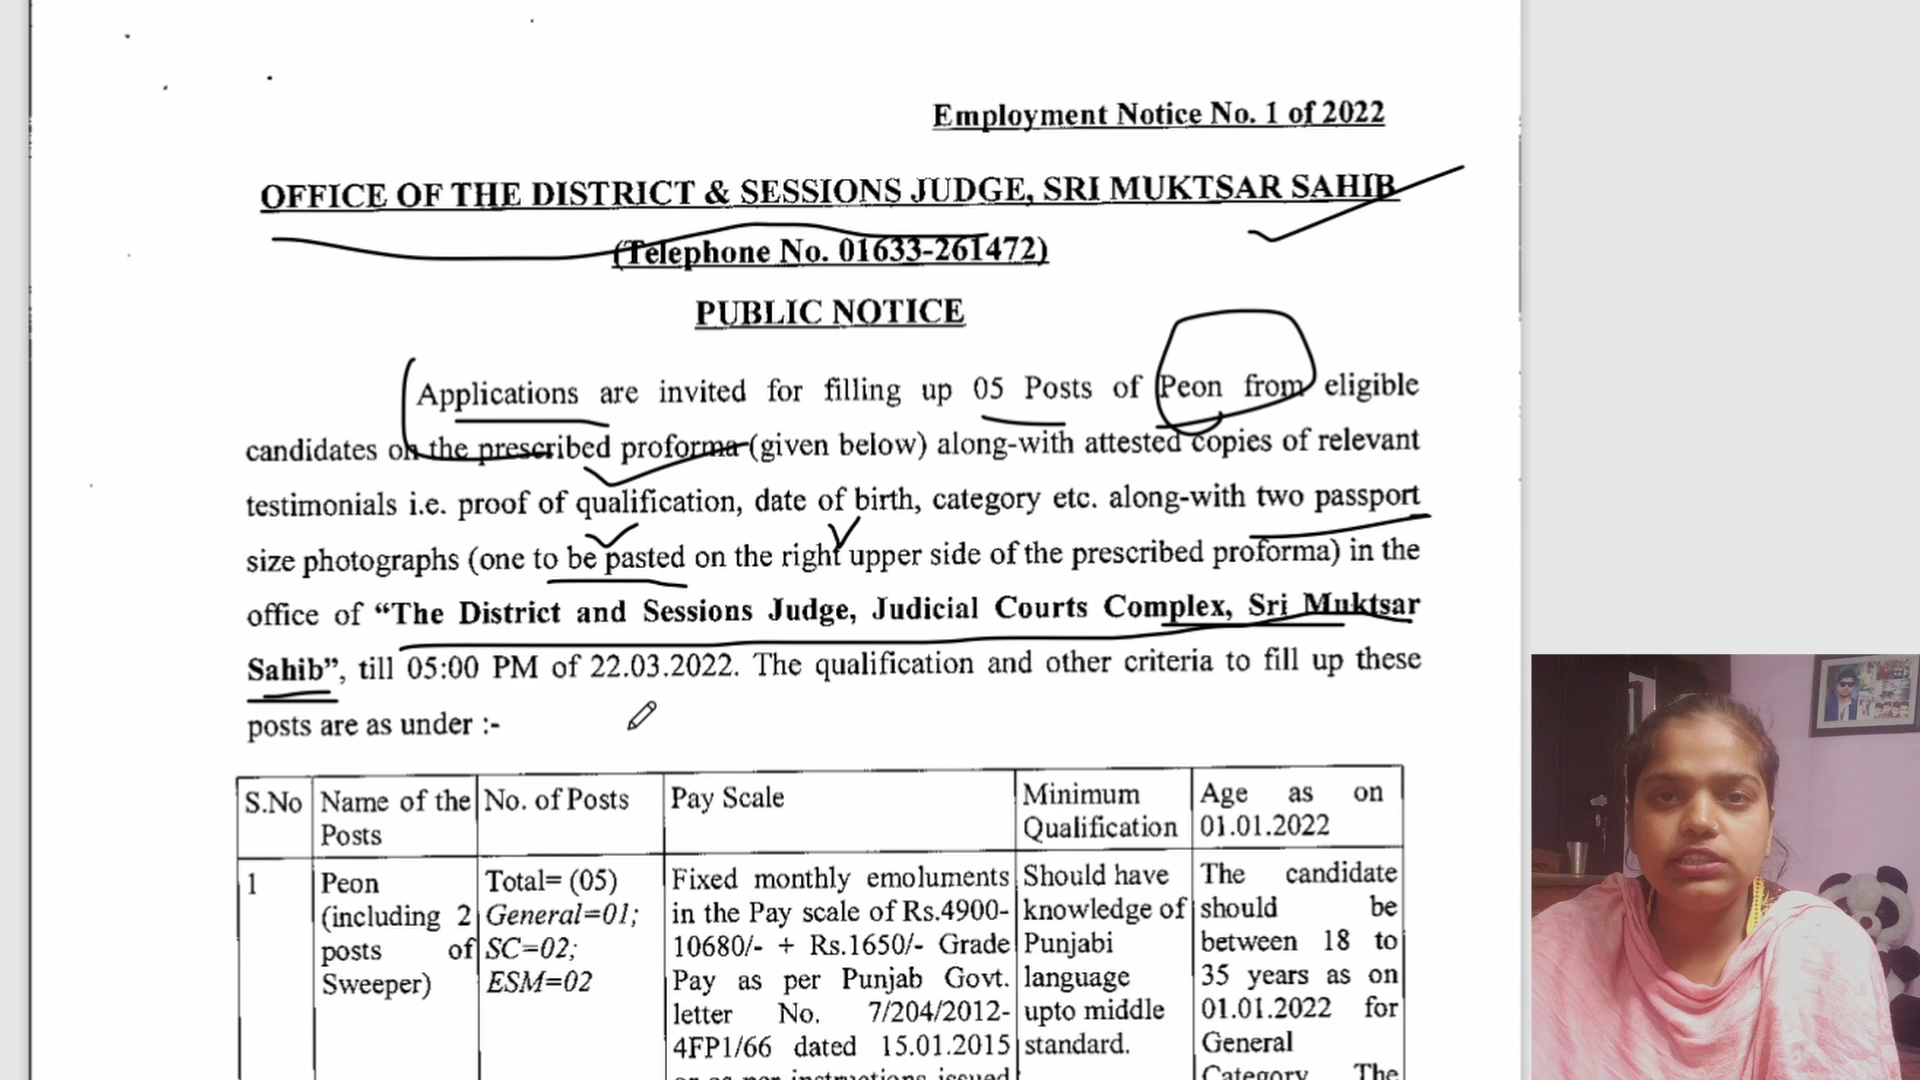 Employment Notice No. 1 of 2022
OFFICE OF THE DISTRICT & SESSIONS JUDGE, SRI MUKTSAR SAHIB
(Telephone No. 01633-261472)
PUBLIC NOTICE
Applications are invited for filling up 05 Posts of Peon from eligible
candidates on the prescribed proforma (given below) along-with attested copies of relevant
testimonials i.e. proof of qualification, date of birth, category etc. along-with two passport
size photographs (one to be pasted on the right upper side of the prescribed proforma) in the
office of “The District and Sessions Judge, Judicial Courts Complex, Sri Muktsar
Sahib”, till 05:00 PM of 22.03.2022. The qualification and other criteria to fill up these
posts are as under :-
S.No
Name of the
Posts
No. of Posts
Pay Scale
Minimum
Qualification
Age as on
01.01.2022
1
Peon
(including 2
posts of
Sweeper)
Total= (05)
General=01;
SC=02;
ESM=02
Fixed monthly emoluments
in the Pay scale of Rs.4900-
10680/- + Rs.1650/- Grade
Pay as per Punjab Govt.
letter No. 7/204/2012-
4FP1/66 dated 15.01.2015
or as per instructions issued
Should have
knowledge of
Punjabi
language
upto middle
standard.
The candidate
should be
between 18 to
35 years as on
01.01.2022 for
General
Category. The